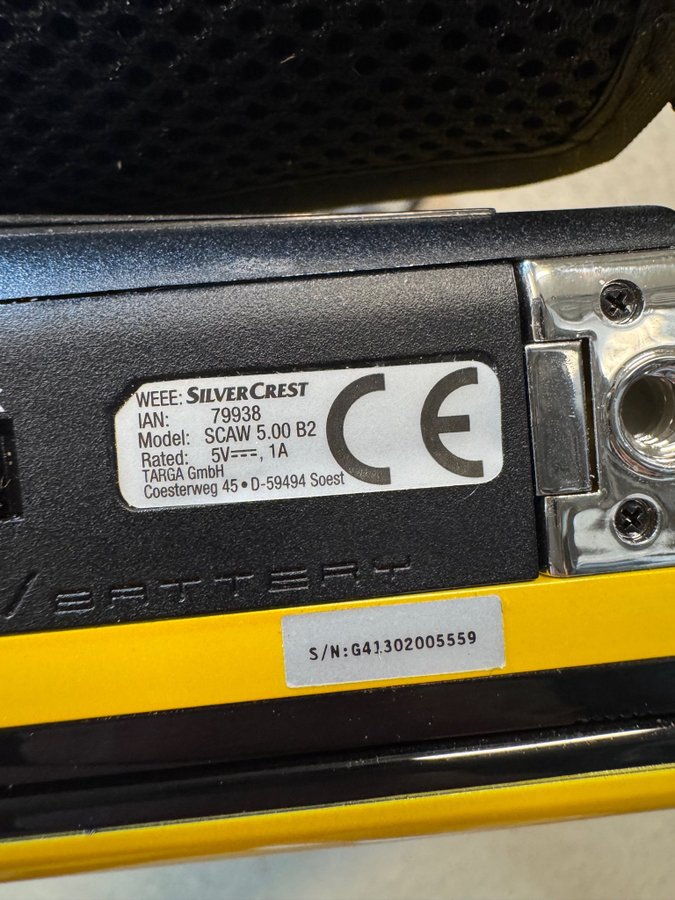 WEEE: SILVERCREST
IAN: 79938
Model: SCAW 5.00 B2
Rated: 5V⎓, 1A
TARGA GmbH
Coesterweg 45 • D-59494 Soest
CE
/BATTERY
S/N:G41302005559